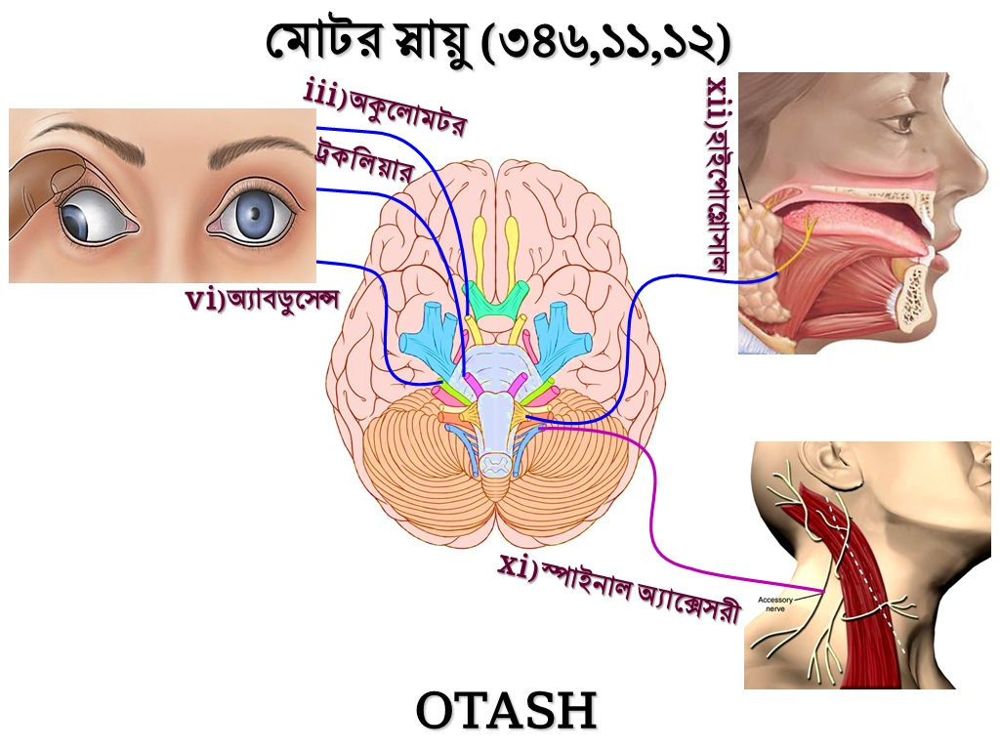 মোটর স্নায়ু (৩৪৬,১১,১২)
iii)অকুলোমটর
ট্রকলিয়ার
vi)অ্যাবডুসেন্স
xii)হাইপোগ্লোসাল
xi)স্পাইনাল অ্যাক্সেসরী
Accessory
nerve
OTASH